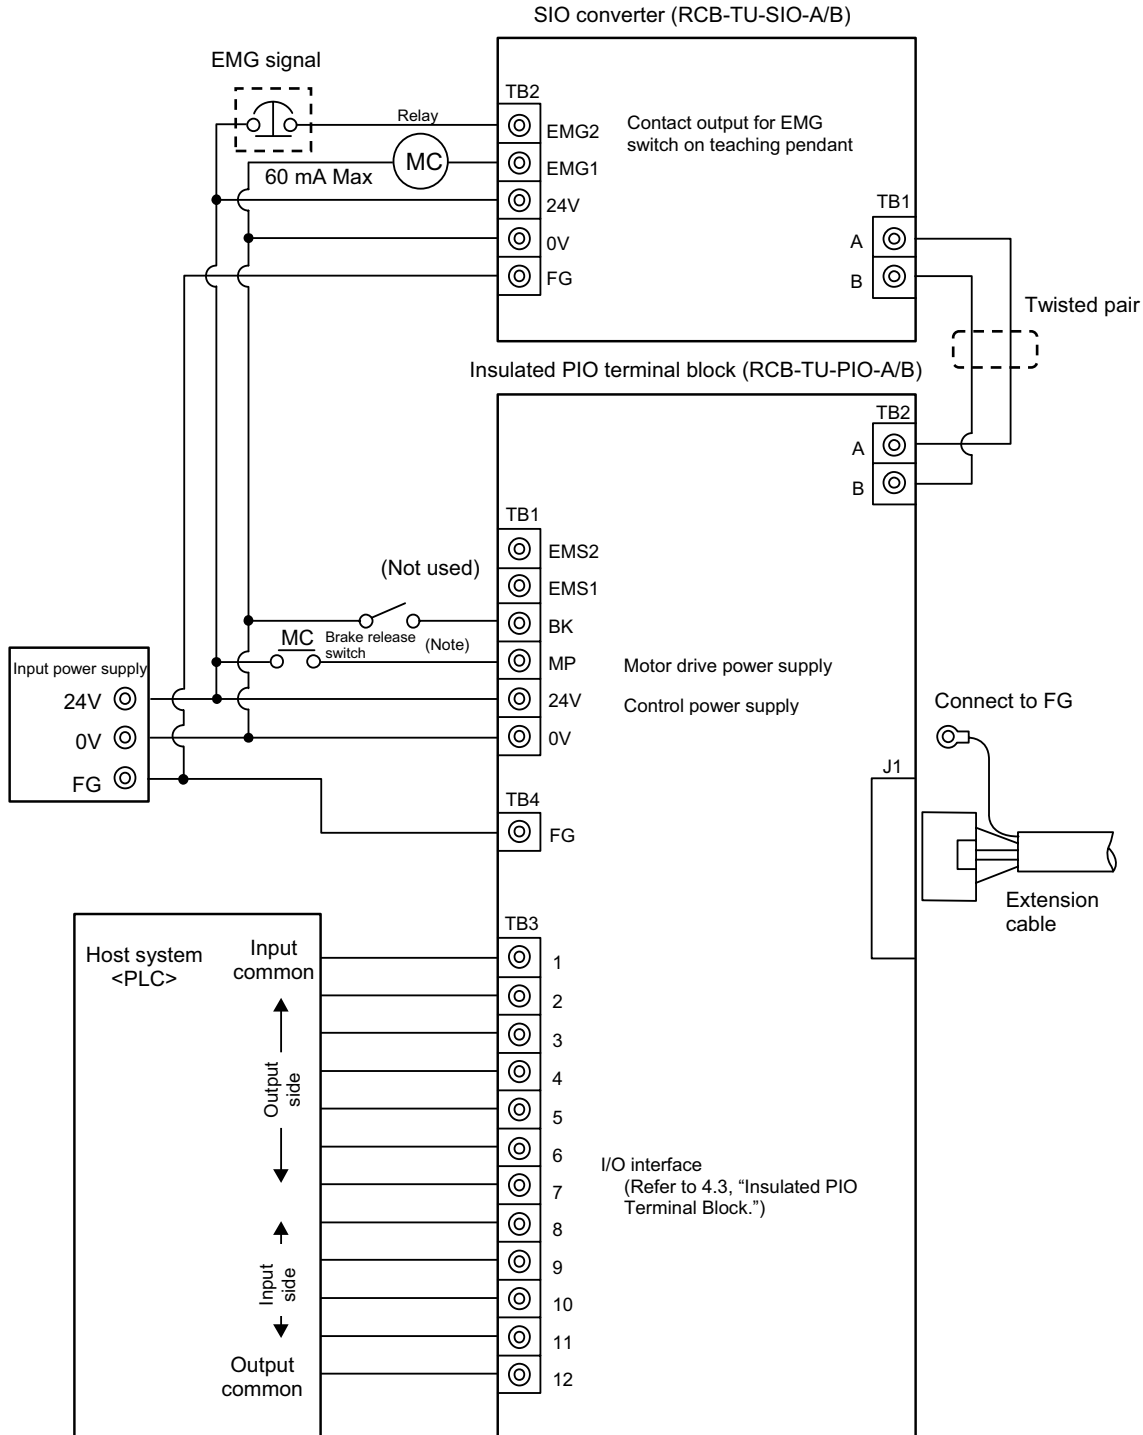 SIO converter (RCB-TU-SIO-A/B)
EMG signal
TB2
Relay
EMG2
Contact output for EMG
switch on teaching pendant
MC
EMG1
60 mA Max
24V
TB1
0V
A
FG
B
Twisted pair
Insulated PIO terminal block (RCB-TU-PIO-A/B)
TB2
A
B
TB1
EMS2
(Not used)
EMS1
BK
MC
Brake release
switch
(Note)
MP
Motor drive power supply
Input power supply
24V
24V
Control power supply
Connect to FG
0V
0V
FG
J1
TB4
FG
Extension
cable
TB3
Host system
<PLC>
Input
common
1
2
3
Output
side
4
5
6
I/O interface
(Refer to 4.3, “Insulated PIO
Terminal Block.”)
7
8
Input
side
9
10
11
Output
common
12